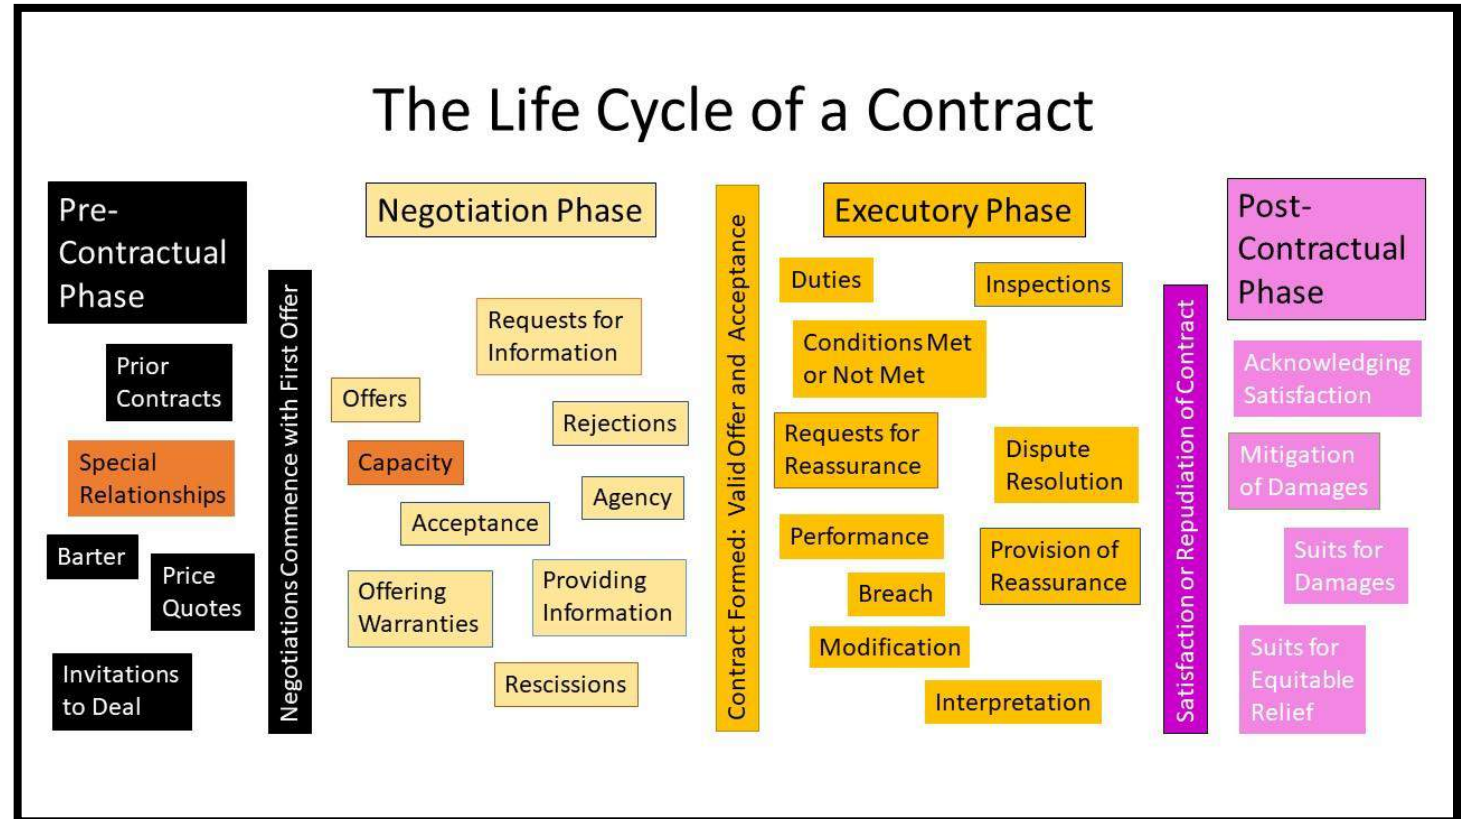 The Life Cycle of a Contract
Pre-
Contractual
Phase
Prior
Contracts
Special
Relationships
Barter
Price
Quotes
Invitations
to Deal
Negotiations Commence with First Offer
Negotiation Phase
Requests for
Information
Offers
Rejections
Capacity
Agency
Acceptance
Offering
Warranties
Providing
Information
Rescissions
Contract Formed: Valid Offer and Acceptance
Executory Phase
Duties
Inspections
Conditions Met
or Not Met
Requests for
Reassurance
Dispute
Resolution
Performance
Provision of
Reassurance
Breach
Modification
Interpretation
Satisfaction or Repudiation of Contract
Post-
Contractual
Phase
Acknowledging
Satisfaction
Mitigation
of Damages
Suits for
Damages
Suits for
Equitable
Relief